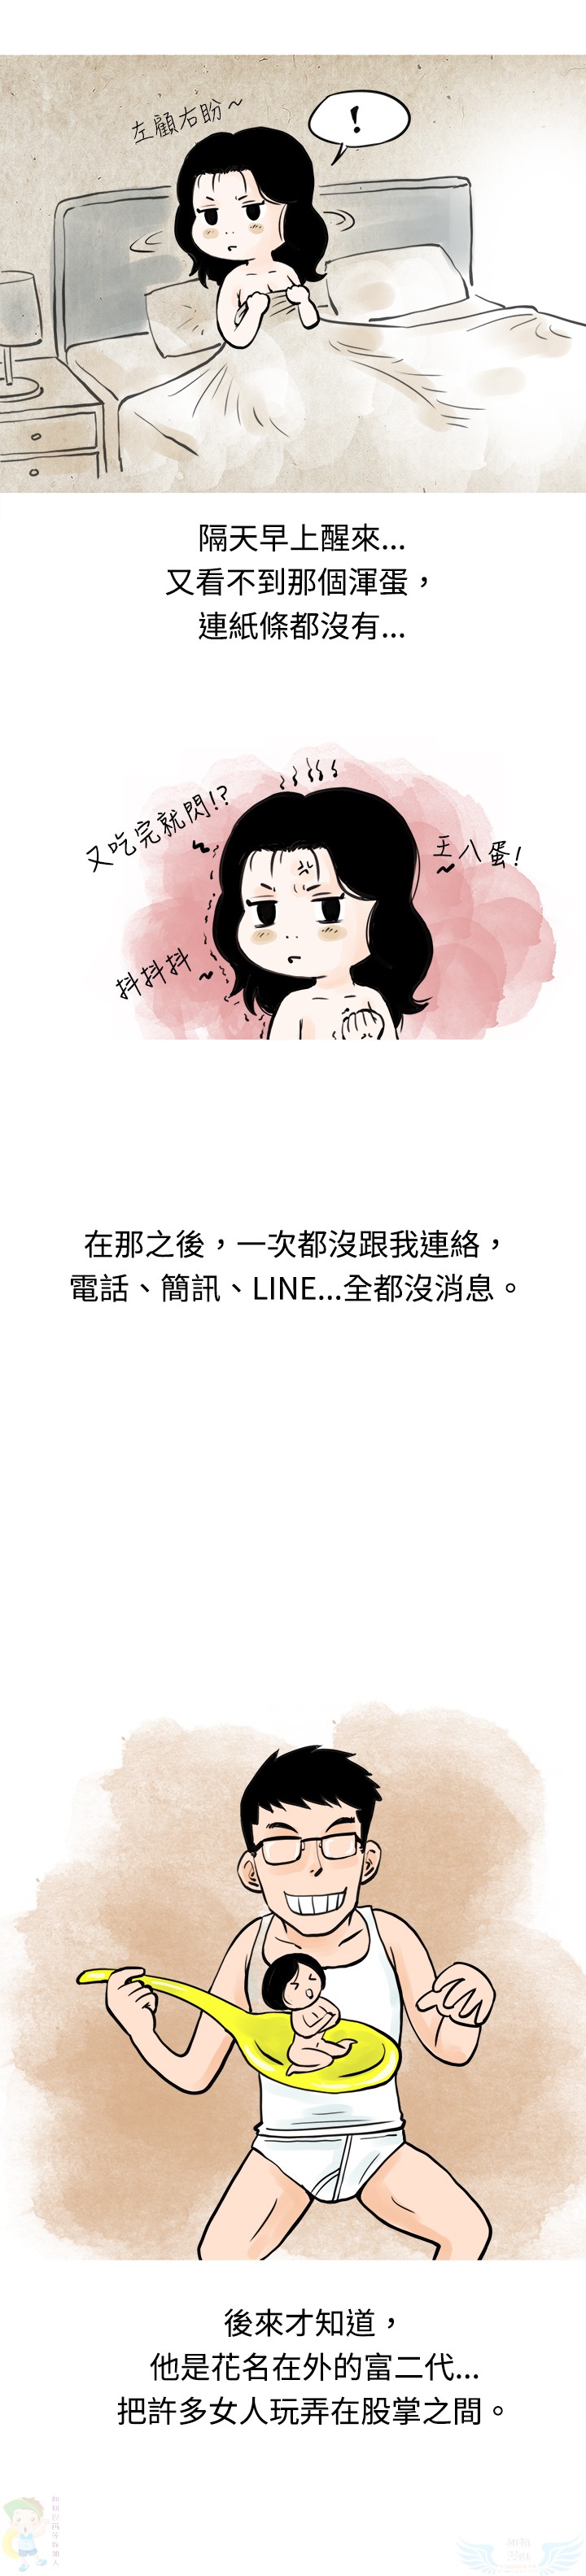 左顧右盼~
!
隔天早上醒來...
又看不到那個渾蛋，
連紙條都沒有...
又吃完就閃!?
王八蛋!
抖抖抖
在那之後，一次都沒跟我連絡，
電話、簡訊、LINE...全都沒消息。
後來才知道，
他是花名在外的富二代...
把許多女人玩弄在股掌之間。